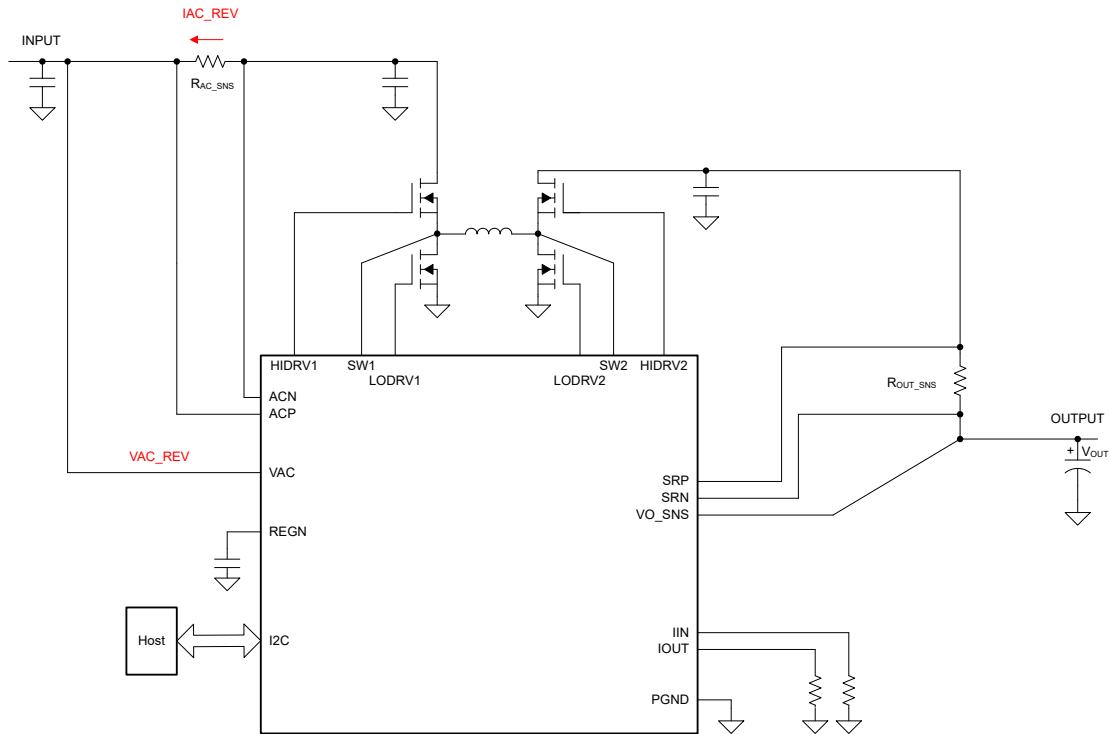 IAC_REV
INPUT
RAC_SNS
HIDRV1
SW1
LODRV1
LODRV2
SW2
HIDRV2
ROUT_SNS
ACN
ACP
OUTPUT
+ VOUT
VAC_REV
VAC
SRP
SRN
VO_SNS
REGN
Host
I2C
IIN
IOUT
PGND